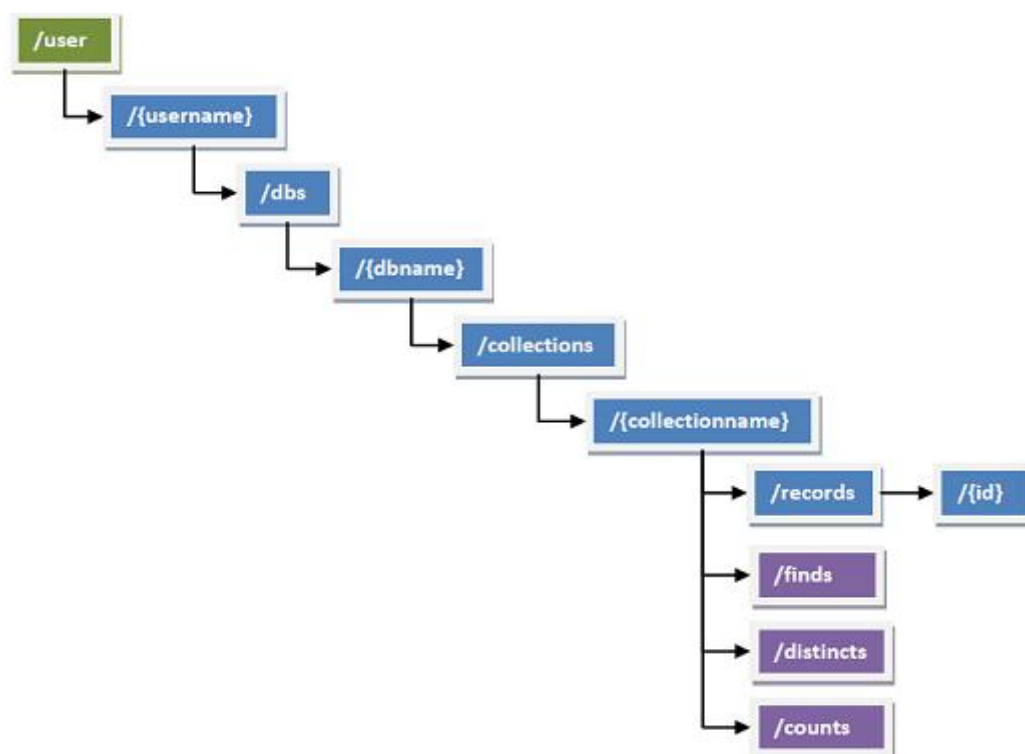 /user
/{username}
/dbs
/{dbname}
/collections
/{collectionname}
/records
/{id}
/finds
/distincts
/counts